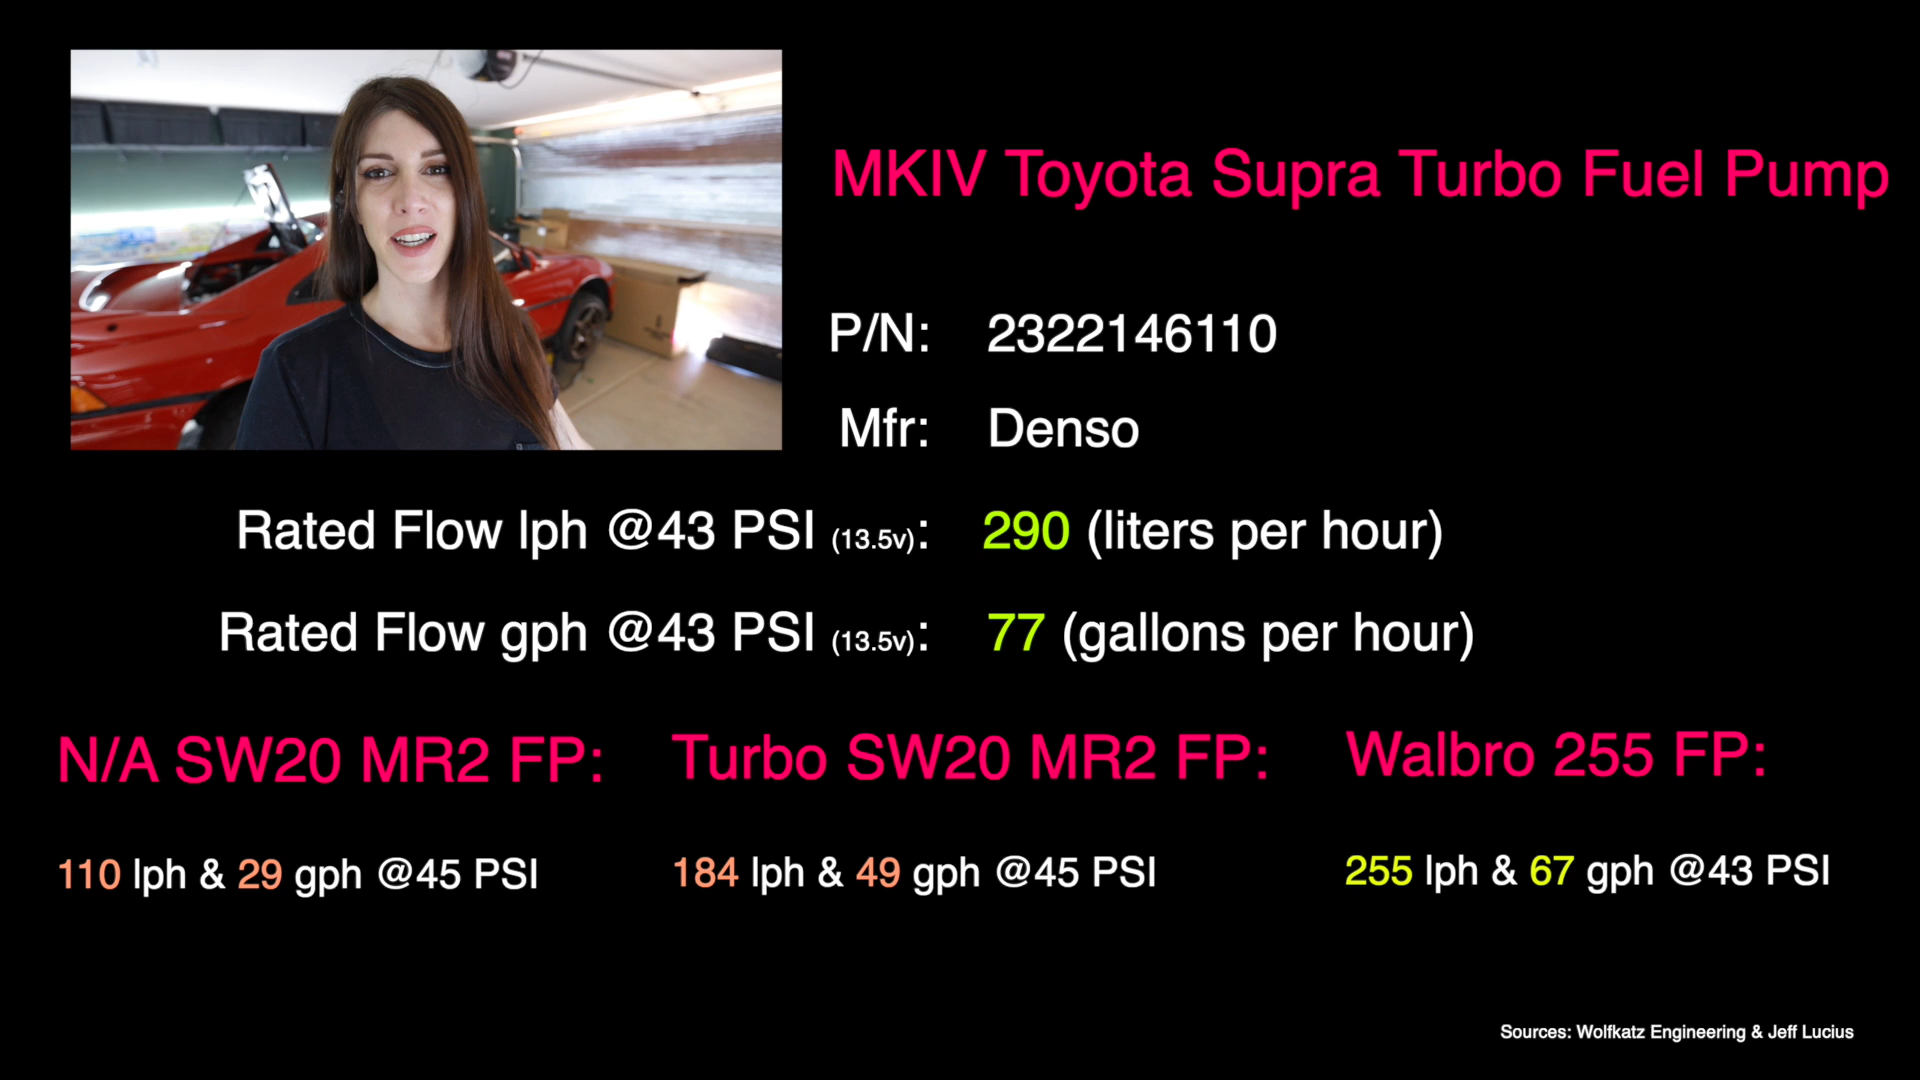 MKIV Toyota Supra Turbo Fuel Pump
P/N: 2322146110
Mfr: Denso
Rated Flow lph @43 PSI (13.5v): 290 (liters per hour)
Rated Flow gph @43 PSI (13.5v): 77 (gallons per hour)
N/A SW20 MR2 FP: Turbo SW20 MR2 FP: Walbro 255 FP:
110 lph & 29 gph @45 PSI 184 lph & 49 gph @45 PSI 255 lph & 67 gph @43 PSI
Sources: Wolfkatz Engineering & Jeff Lucius